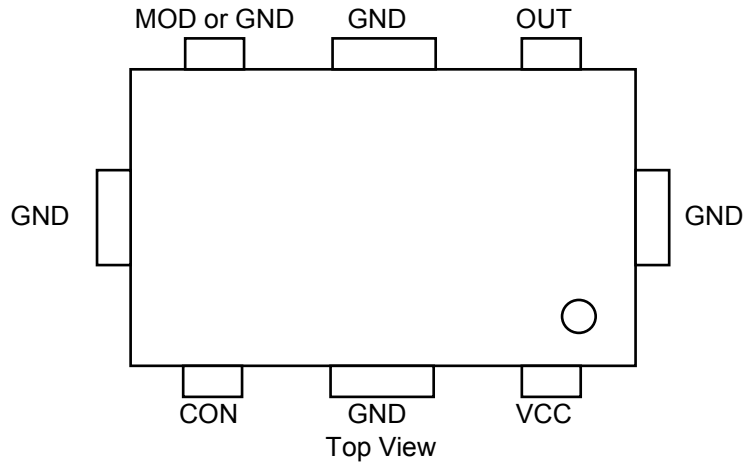 MOD or GND GND OUT
GND GND
CON GND VCC
Top View